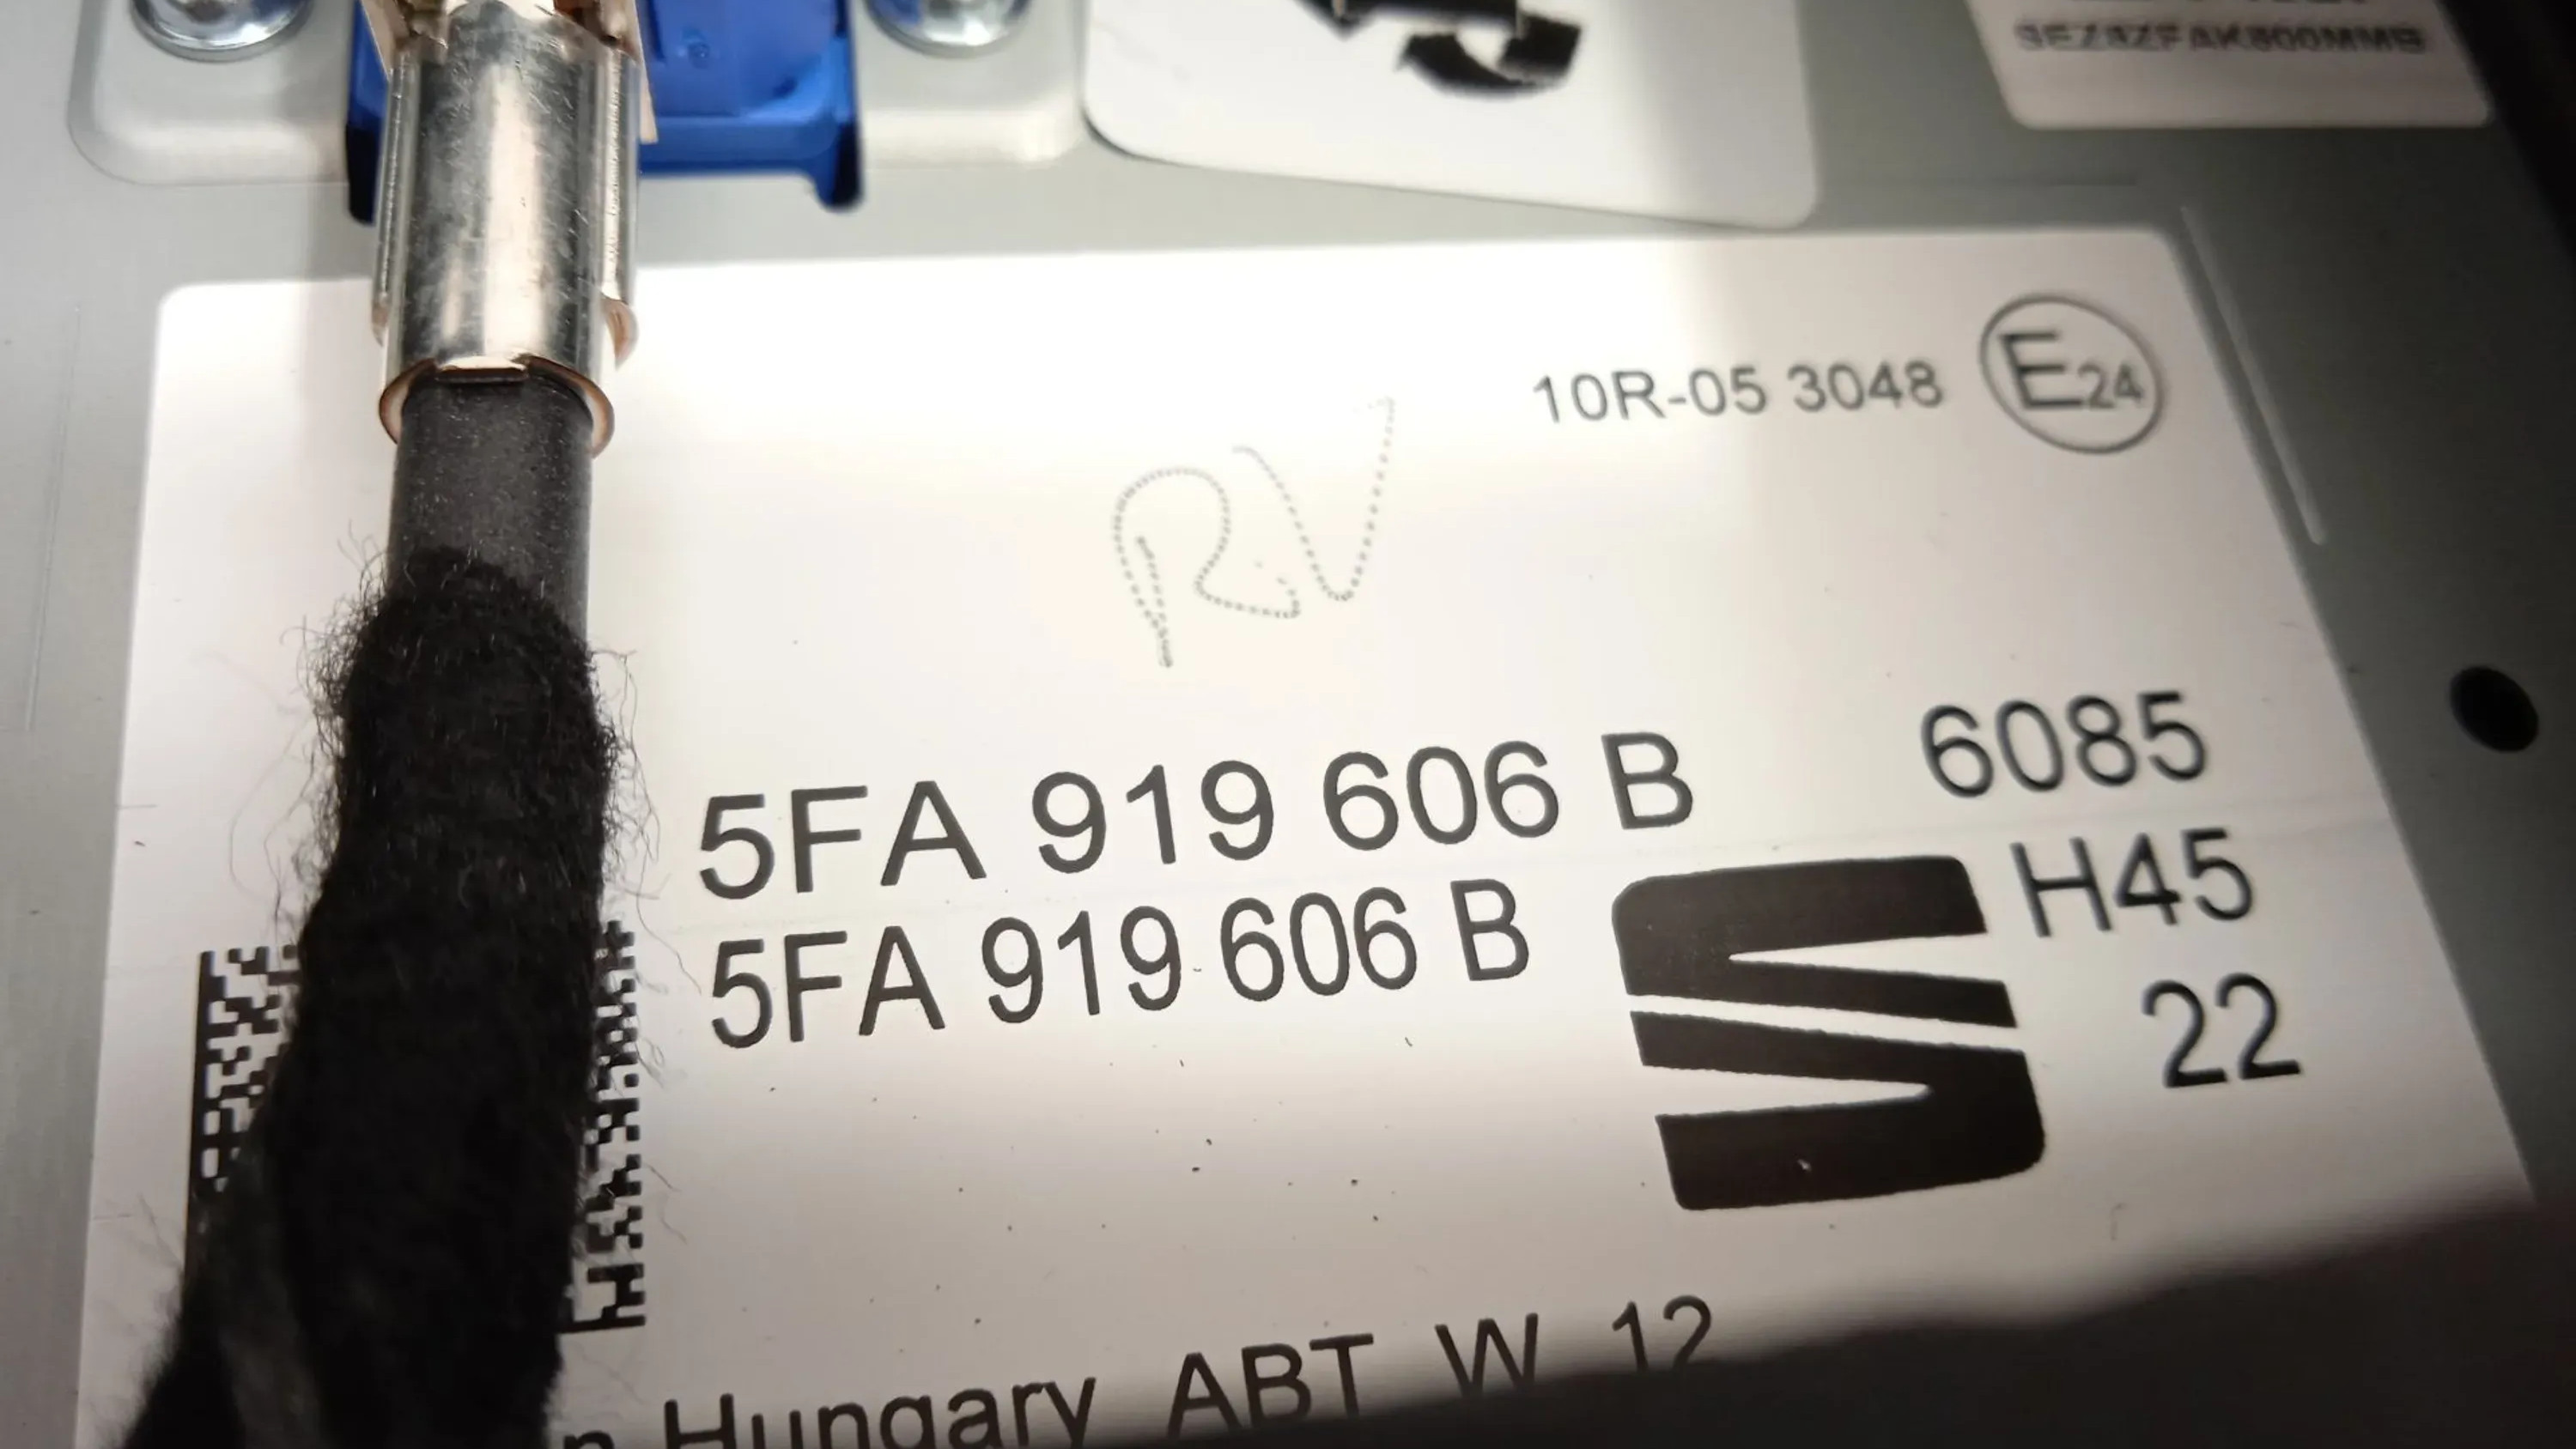 10R-05 3048 E24
RV
5FA 919 606 B 6085
5FA 919 606 B H45
22
Hungary ABT W 12